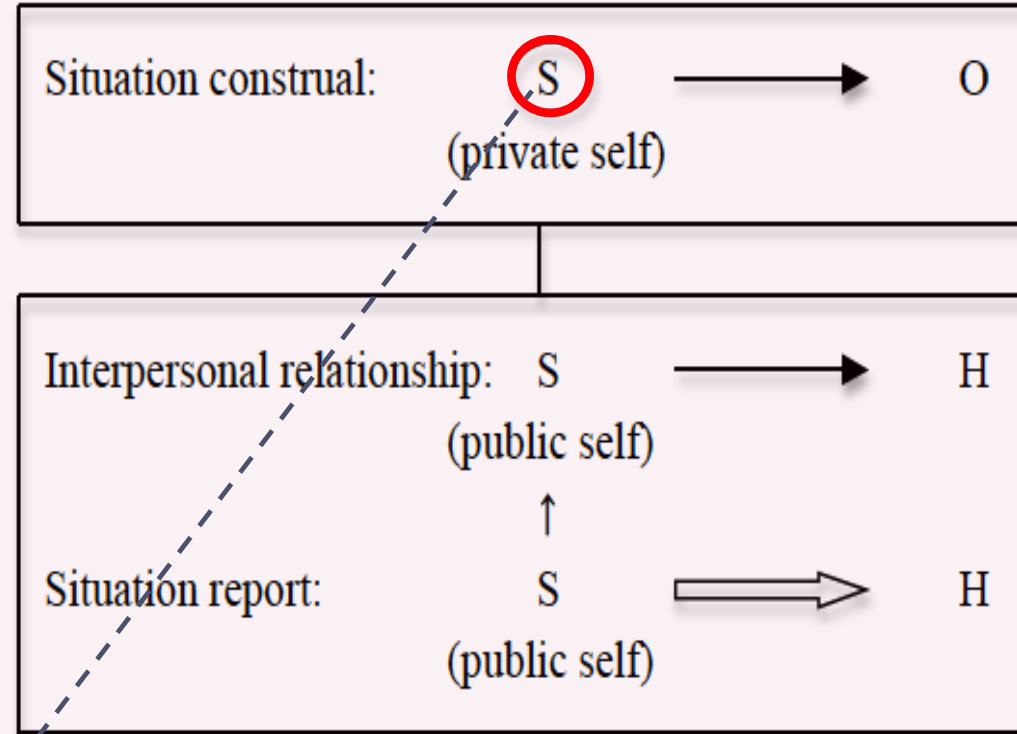 Situation construal: S → O
(private self)
Interpersonal relationship: S → H
(public self)
↑
Situation report: S ⇒ H
(public self)